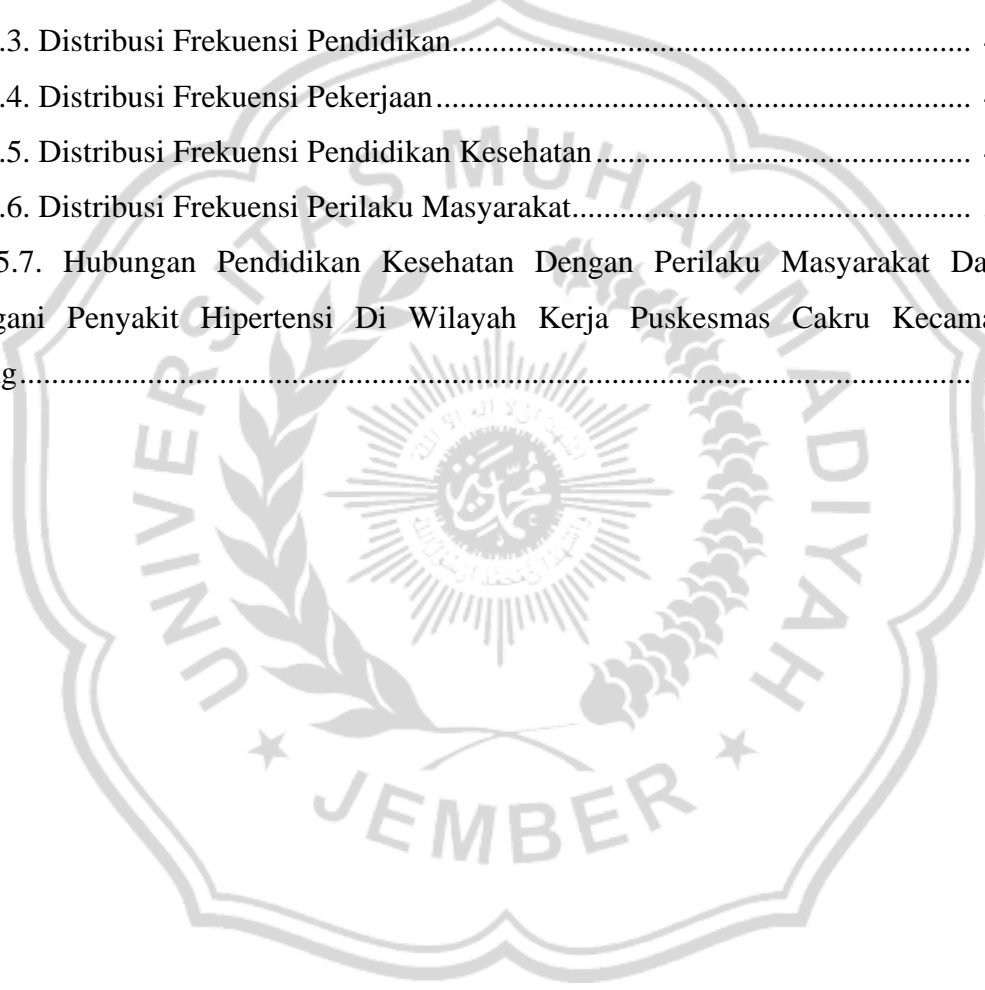 .3. Distribusi Frekuensi Pendidikan
.4. Distribusi Frekuensi Pekerjaan
.5. Distribusi Frekuensi Pendidikan Kesehatan
.6. Distribusi Frekuensi Perilaku Masyarakat
5.7. Hubungan Pendidikan Kesehatan Dengan Perilaku Masyarakat Da
gani Penyakit Hipertensi Di Wilayah Kerja Puskesmas Cakru Kecama
g
UNIVERSITAS MUHAMMADIYAH
JEMBER